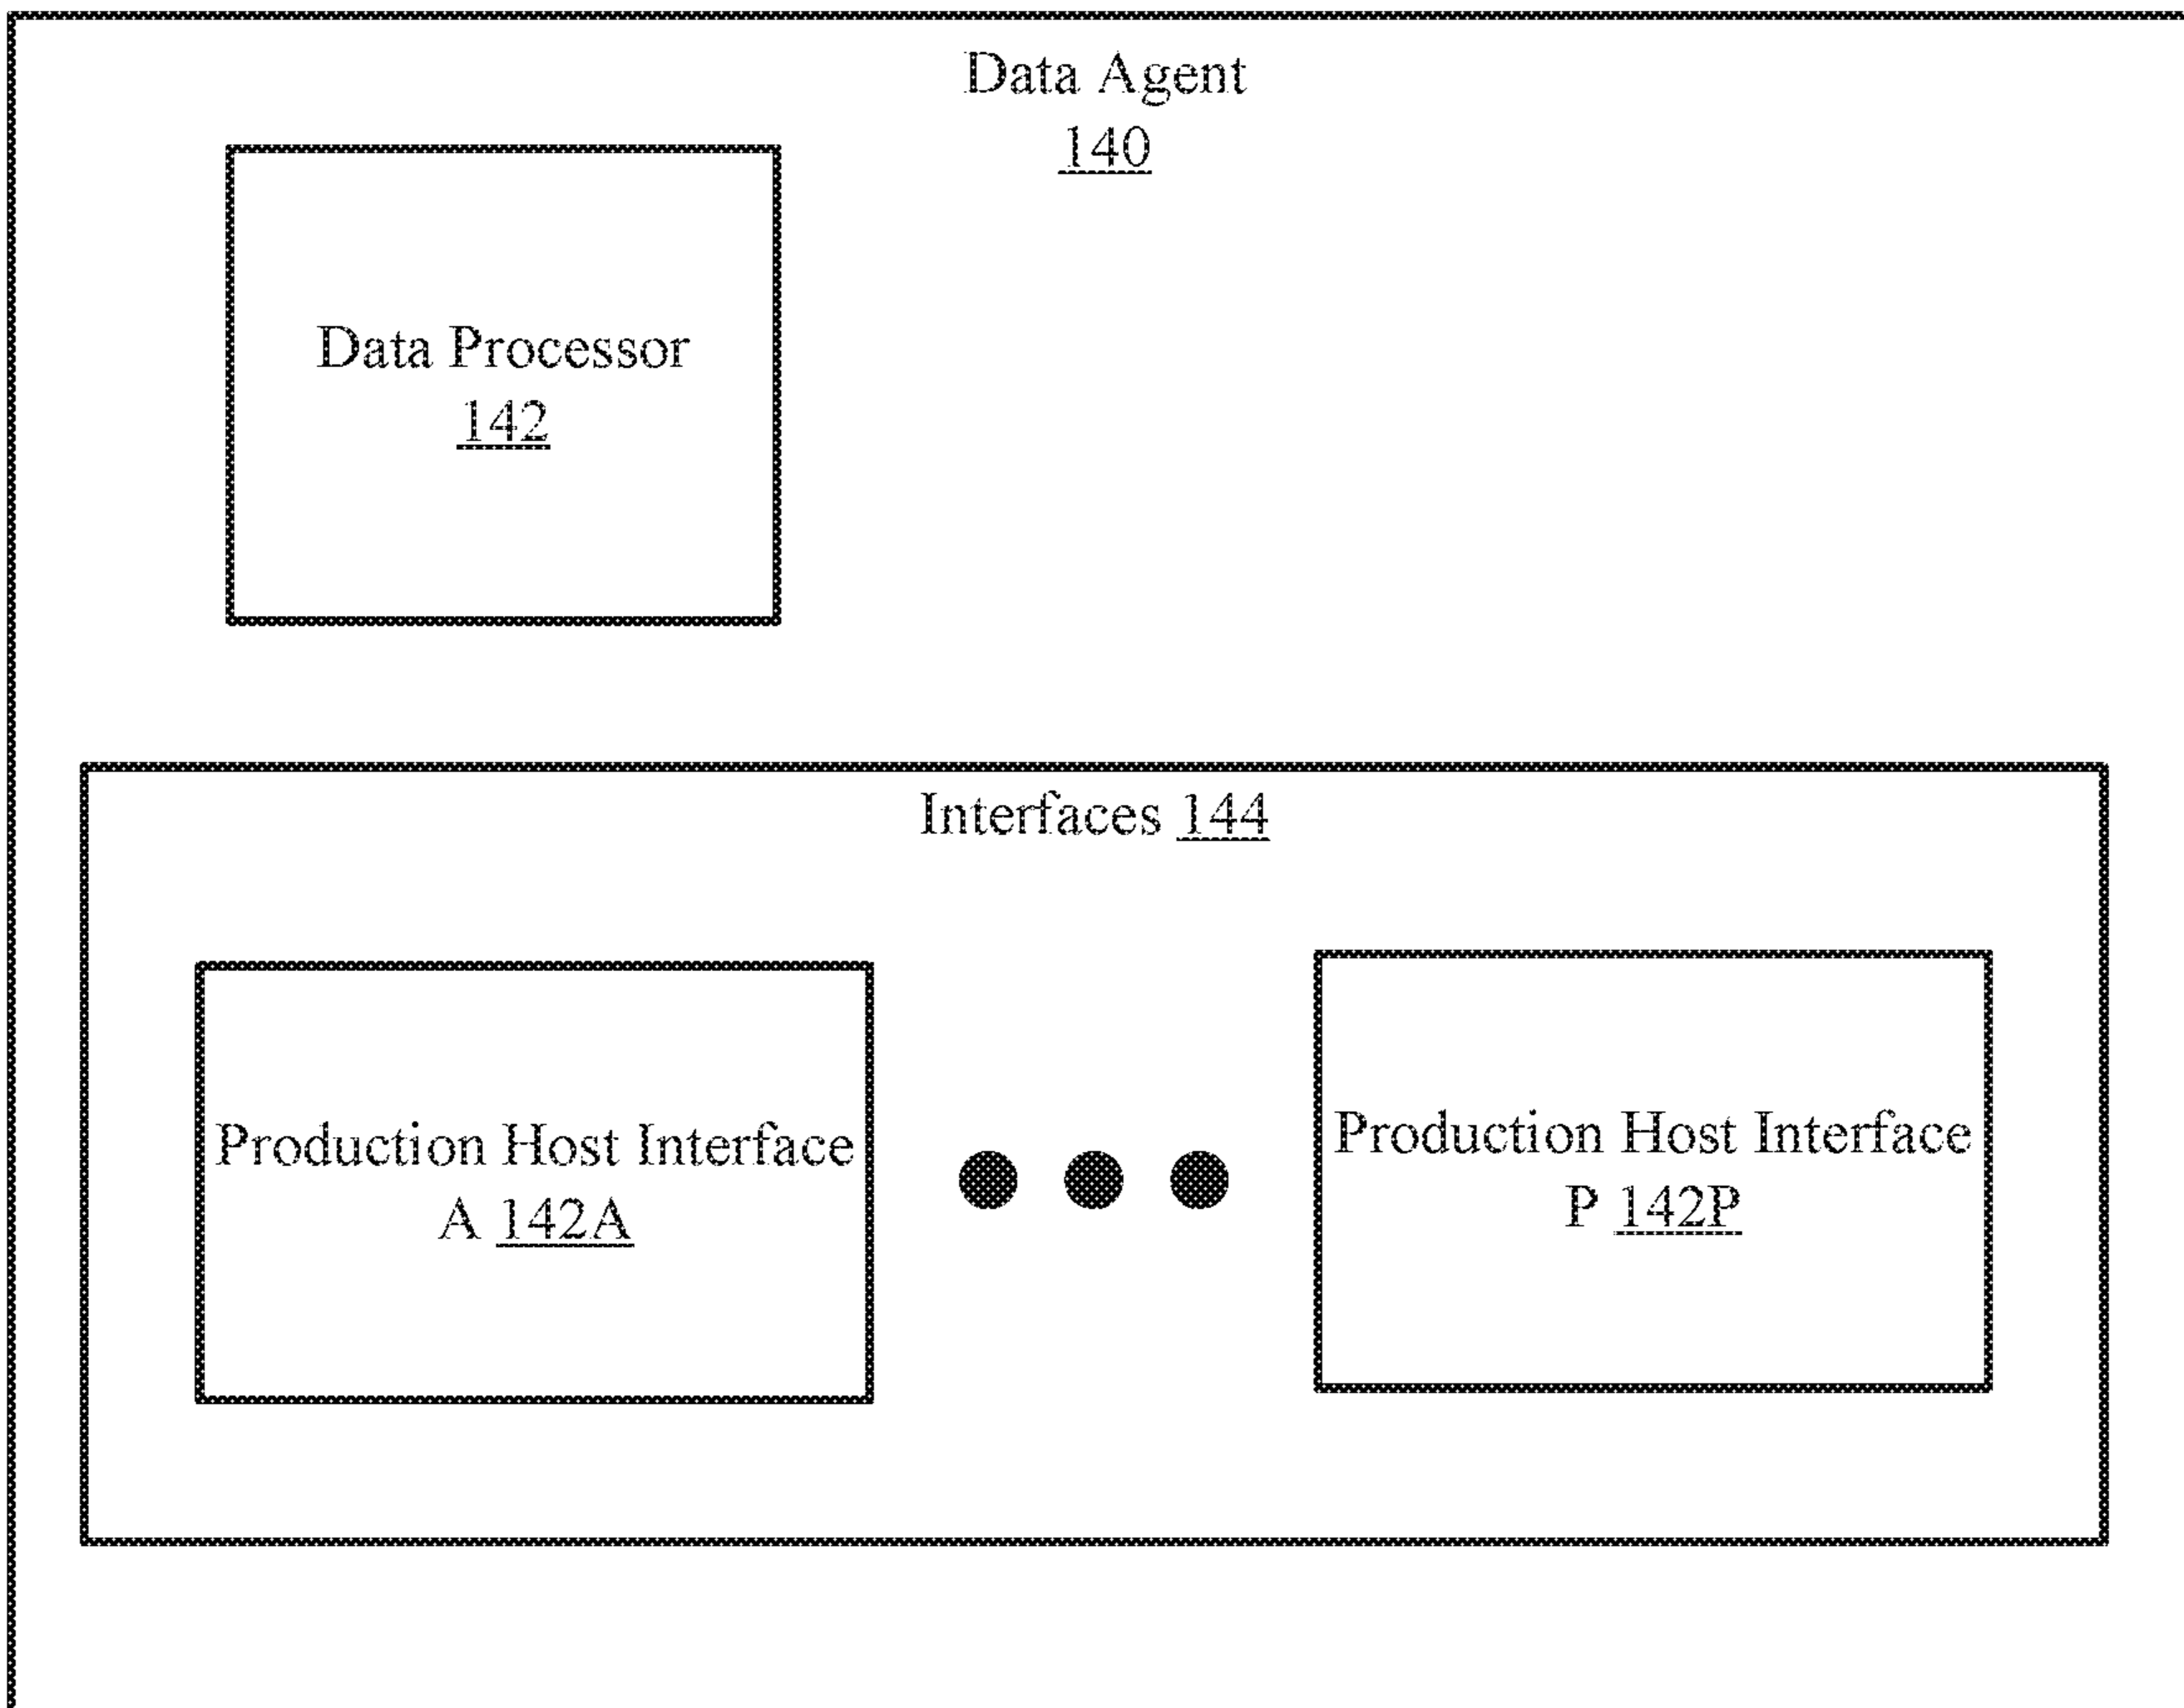 Data Agent
140
Data Processor
142
Interfaces 144
Production Host Interface
A 142A
Production Host Interface
P 142P